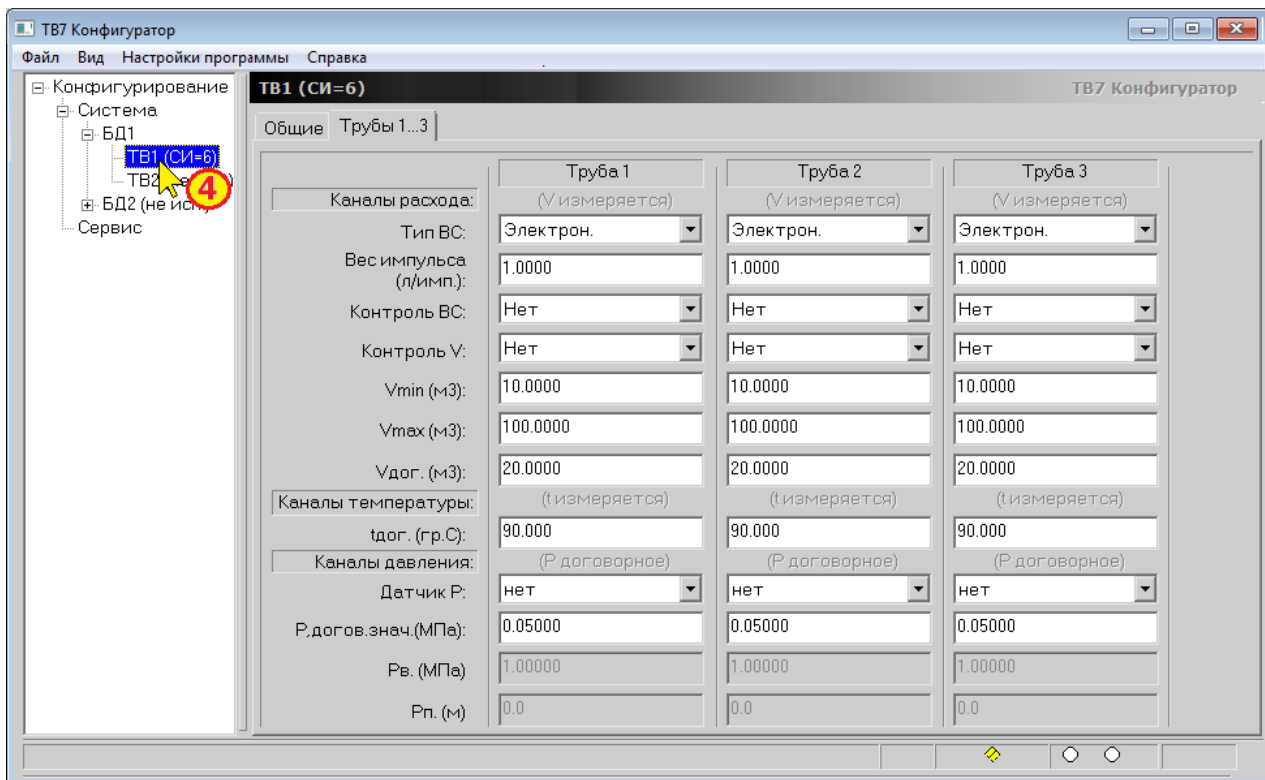 ТВ7 Конфигуратор
Файл Вид Настройки программы Справка
Конфигурирование
Система
БД1
ТВ1 (СИ=6)
ТВ2
4
БД2 (не исп.)
Сервис
ТВ1 (СИ=6) ТВ7 Конфигуратор
Общие Трубы 1...3
Труба 1 Труба 2 Труба 3
Каналы расхода: (V измеряется) (V измеряется) (V измеряется)
Тип ВС: Электрон. Электрон. Электрон.
Вес импульса
(л/имп.): 1.0000 1.0000 1.0000
Контроль ВС: Нет Нет Нет
Контроль V: Нет Нет Нет
Vmin (м3): 10.0000 10.0000 10.0000
Vmax (м3): 100.0000 100.0000 100.0000
Vдог. (м3): 20.0000 20.0000 20.0000
Каналы температуры: (t измеряется) (t измеряется) (t измеряется)
tдог. (гр.С): 90.000 90.000 90.000
Каналы давления: (Р договорное) (Р договорное) (Р договорное)
Датчик Р: нет нет нет
Р,догов.знач.(МПа): 0.05000 0.05000 0.05000
Рв. (МПа) 1.00000 1.00000 1.00000
Рп. (м) 0.0 0.0 0.0